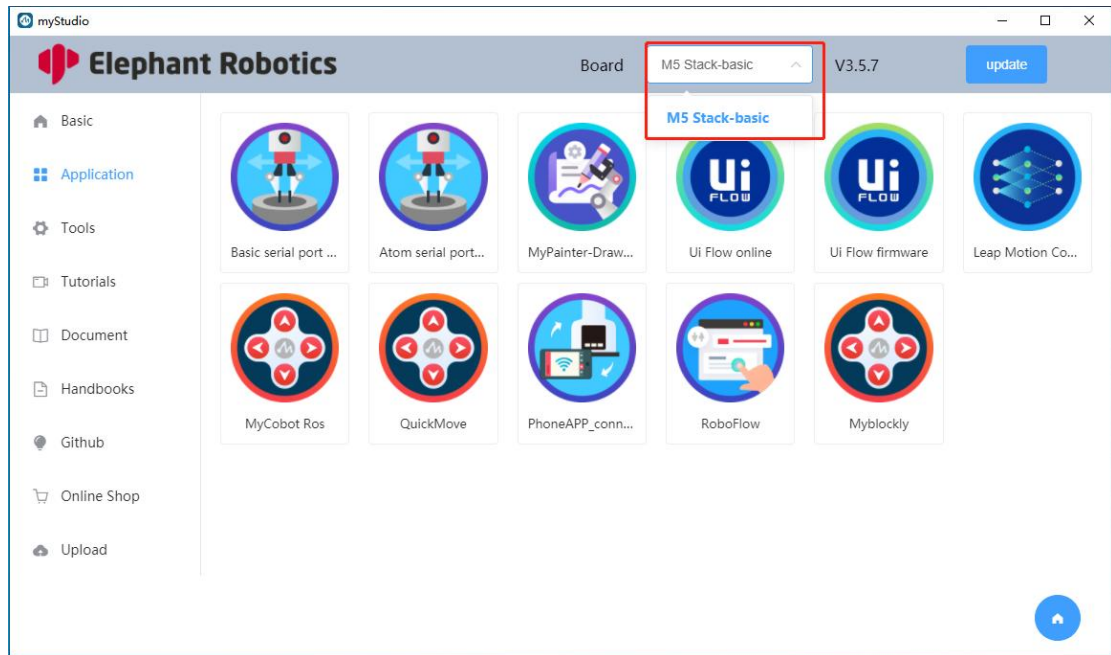 myStudio
Elephant Robotics
Board
M5 Stack-basic
V3.5.7
update
M5 Stack-basic
Basic
Application
Tools
Tutorials
Document
Handbooks
Github
Online Shop
Upload
Ui
FLOW
Ui
FLOW
Basic serial port ...
Atom serial port...
MyPainter-Draw...
Ui Flow online
Ui Flow firmware
Leap Motion Co...
MyCobot Ros
QuickMove
PhoneAPP_conn...
RoboFlow
Myblockly